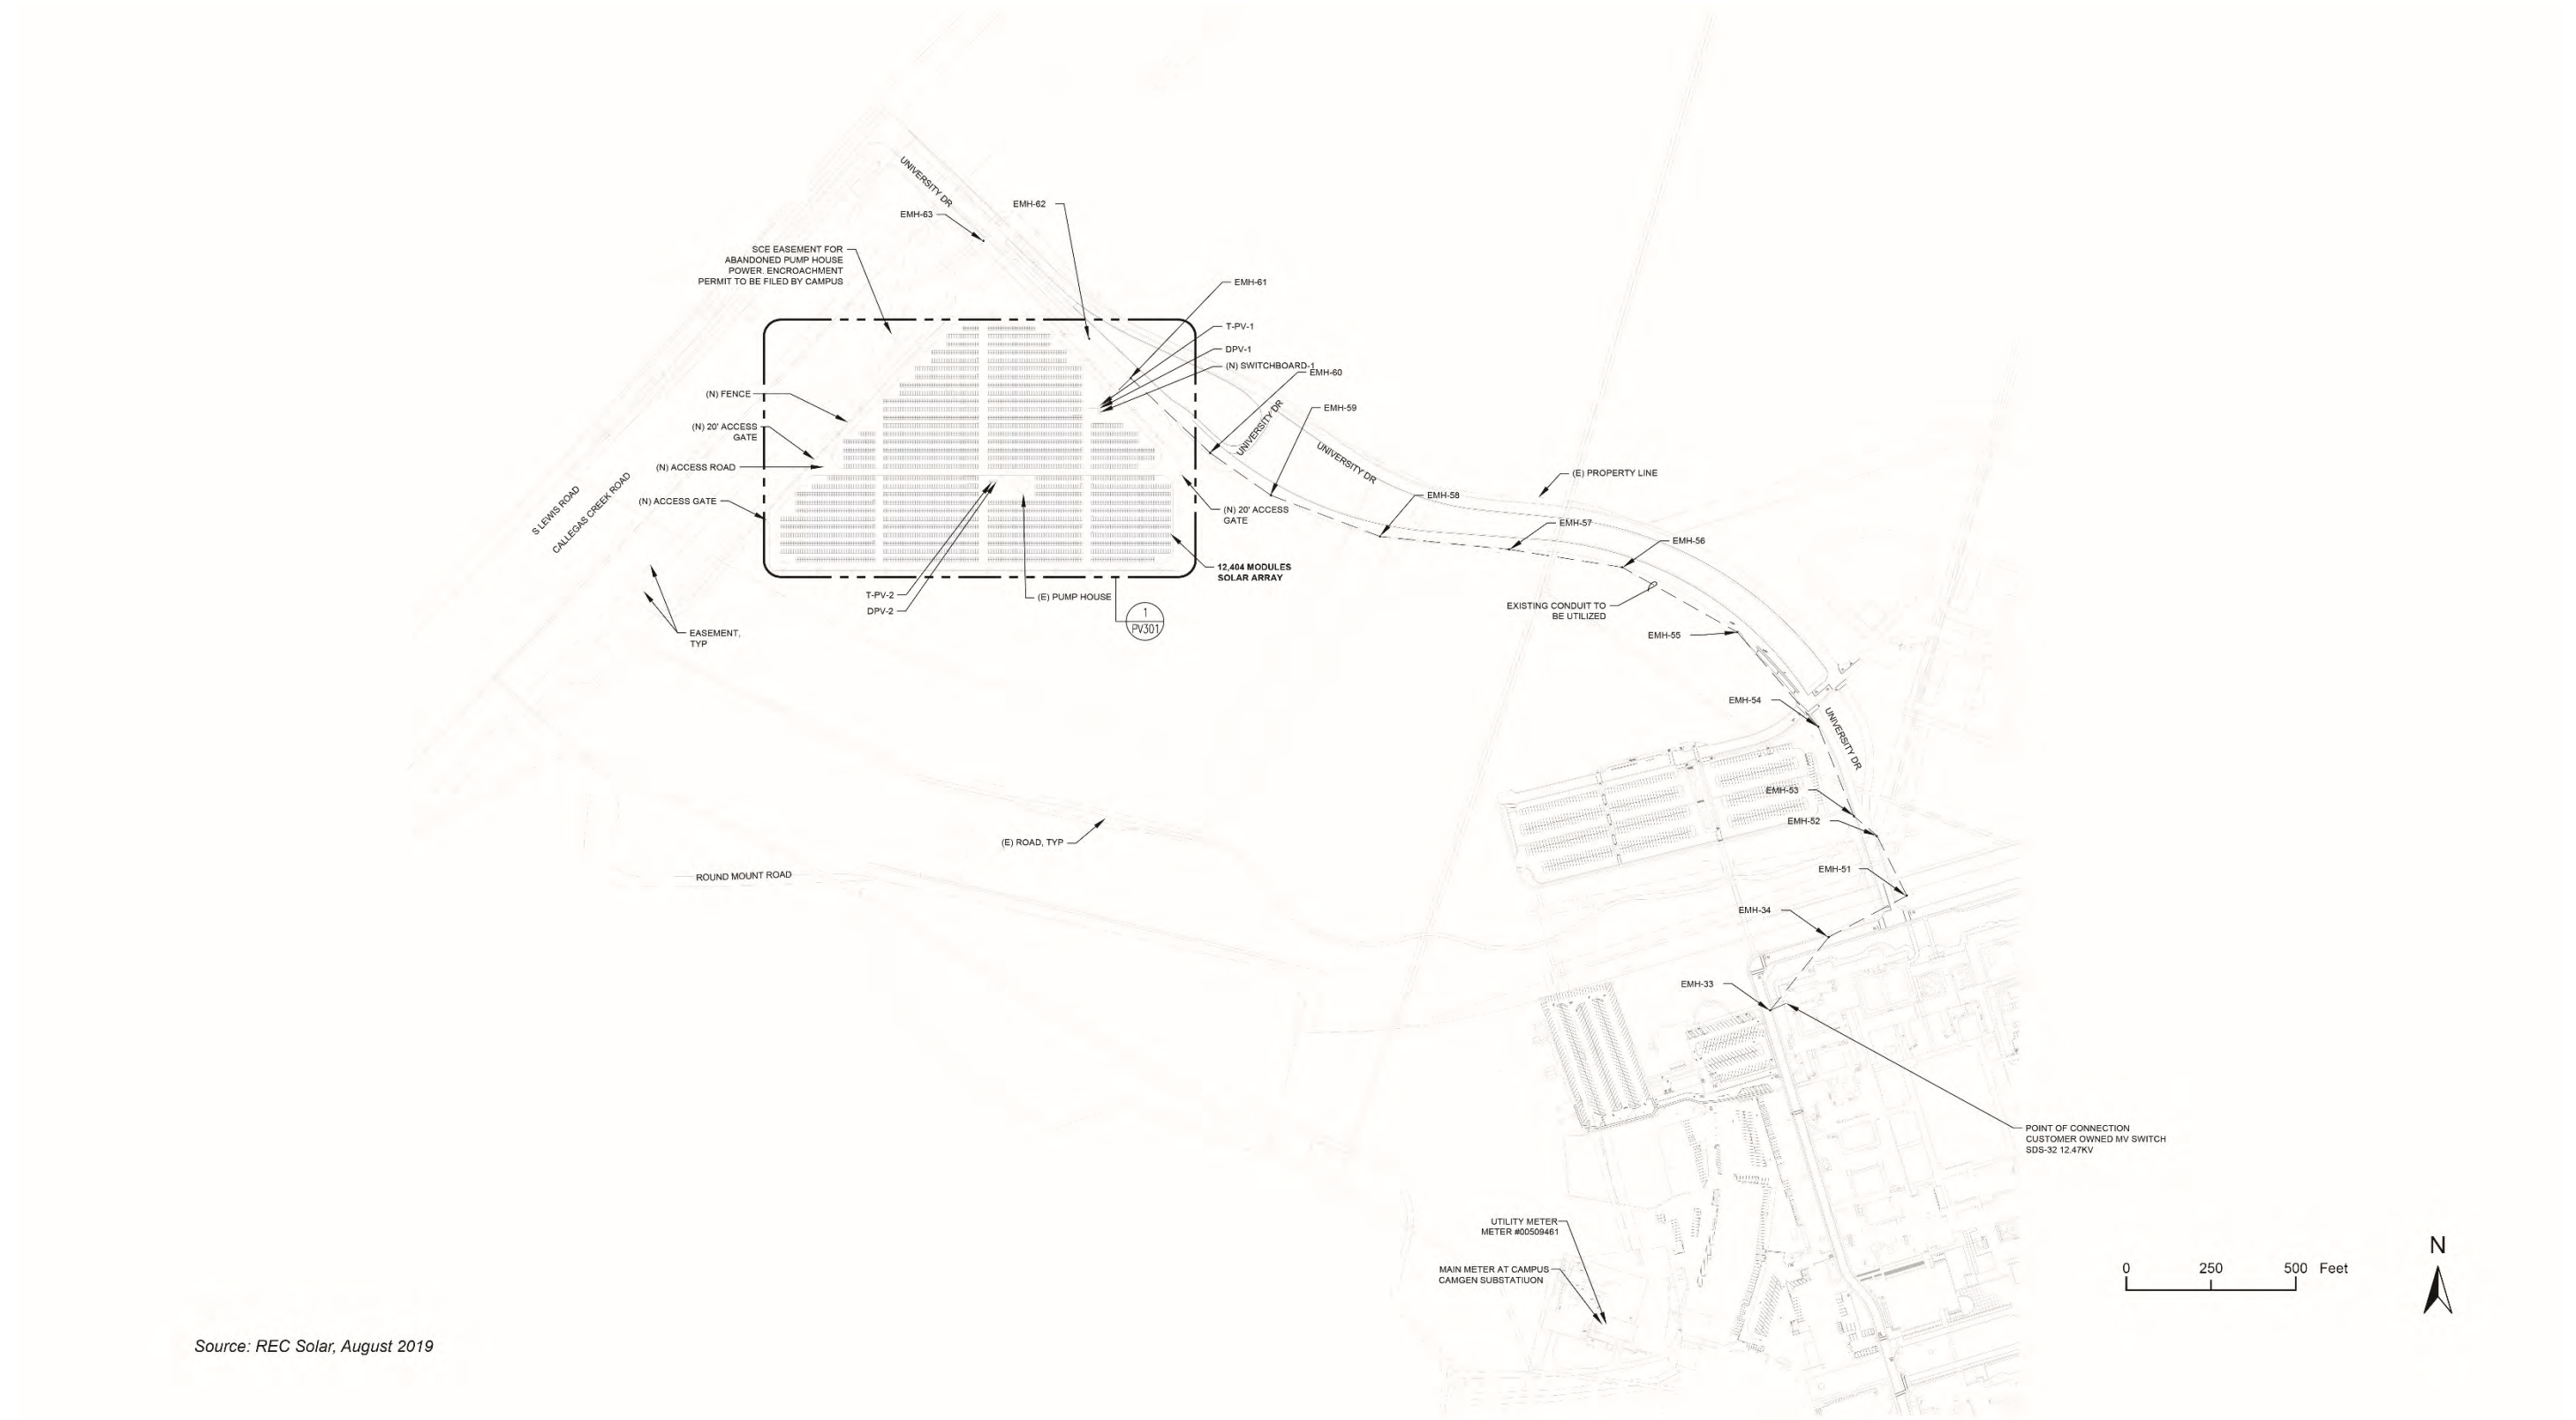 UNIVERSITY DR
EMH-62
EMH-63
SCE EASEMENT FOR
ABANDONED PUMP HOUSE
POWER. ENCROACHMENT
PERMIT TO BE FILED BY CAMPUS
EMH-61
T-PV-1
DPV-1
(N) SWITCHBOARD-1
EMH-60
(N) FENCE
EMH-59
UNIVERSITY DR
(N) 20' ACCESS
GATE
UNIVERSITY DR
(N) ACCESS ROAD
(E) PROPERTY LINE
(N) ACCESS GATE
EMH-58
S LEWIS ROAD
CALLEGAS CREEK ROAD
(N) 20' ACCESS
GATE
EMH-57
EMH-56
12,404 MODULES
SOLAR ARRAY
T-PV-2
DPV-2
(E) PUMP HOUSE
1
PV301
EXISTING CONDUIT TO
BE UTILIZED
EASEMENT,
TYP
EMH-55
EMH-54
UNIVERSITY DR
EMH-53
EMH-52
(E) ROAD, TYP
ROUND MOUNT ROAD
EMH-51
EMH-34
EMH-33
POINT OF CONNECTION
CUSTOMER OWNED MV SWITCH
SDS-32 12.47KV
UTILITY METER
METER #00509461
MAIN METER AT CAMPUS
CAMGEN SUBSTATIUON
N
0 250 500 Feet
Source: REC Solar, August 2019